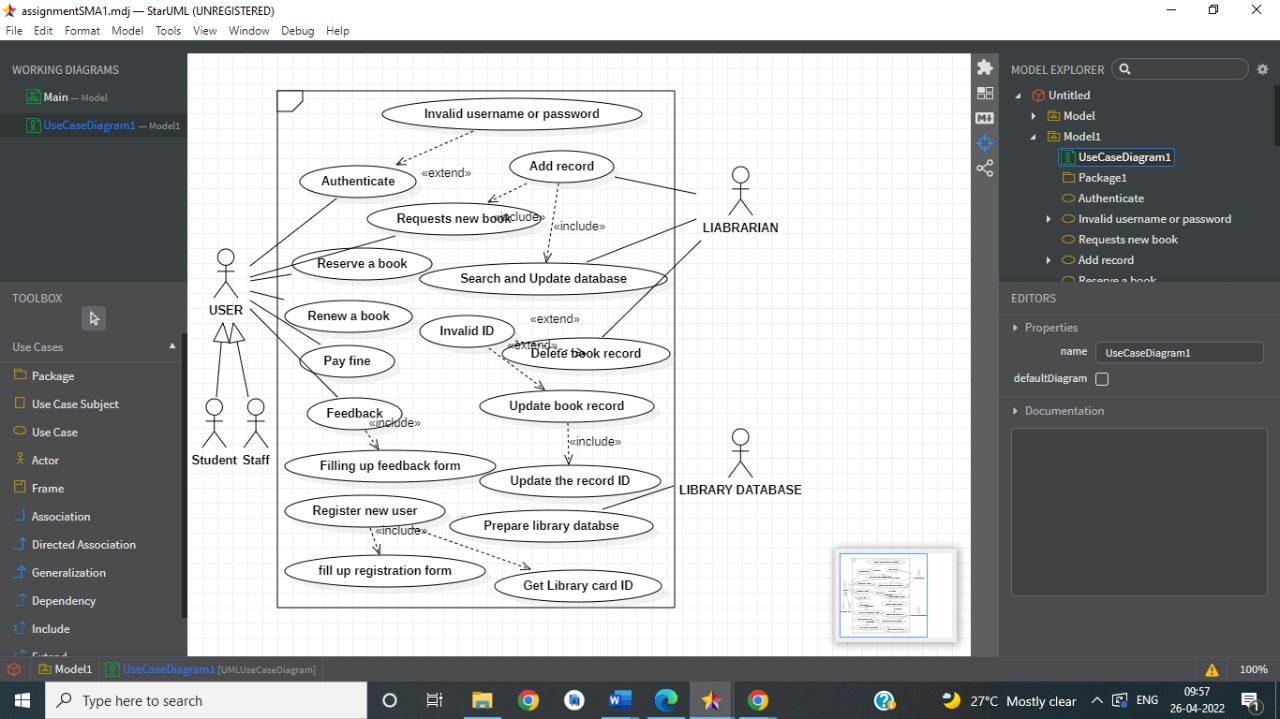 assignmentSMA1.mdj — StarUML (UNREGISTERED)
File Edit Format Model Tools View Window Debug Help
WORKING DIAGRAMS
Main — Model
UseCaseDiagram1 — Model1
TOOLBOX
Use Cases
Package
Use Case Subject
Use Case
Actor
Frame
Association
Directed Association
Generalization
Dependency
Include
Extend
Invalid username or password
Authenticate
«extend»
Add record
Requests new book
«include»
«include»
Reserve a book
Search and Update database
LIABRARIAN
USER
Renew a book
Invalid ID
«extend»
«extend»
Delete book record
Pay fine
Feedback
«include»
Update book record
«include»
Student Staff
Filling up feedback form
Update the record ID
LIBRARY DATABASE
Register new user
«include»
Prepare library databse
fill up registration form
Get Library card ID
MODEL EXPLORER
Untitled
Model
Model1
UseCaseDiagram1
Package1
Authenticate
Invalid username or password
Requests new book
Add record
Reserve a book
EDITORS
Properties
name UseCaseDiagram1
defaultDiagram
Documentation
Model1 UseCaseDiagram1 [UMLUseCaseDiagram]
100%
Type here to search
27°C Mostly clear
ENG
09:57
26-04-2022
1